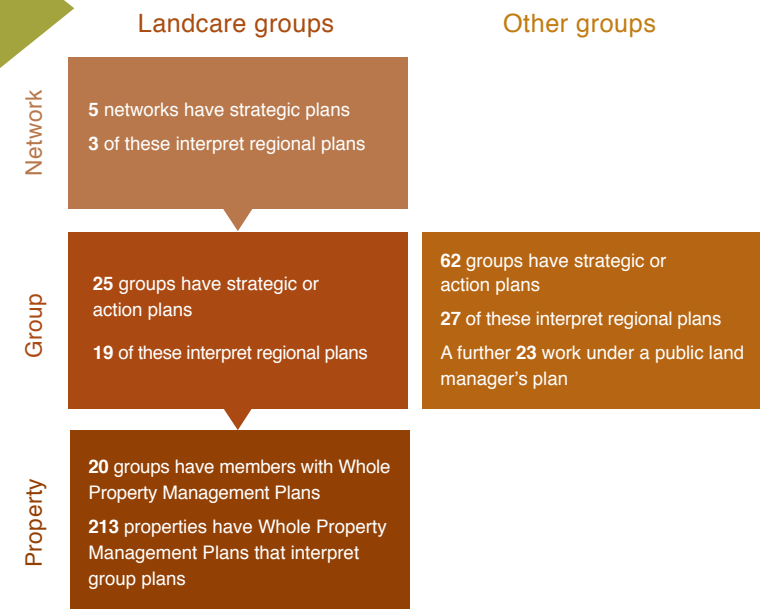 Landcare groups
Other groups
Network
5 networks have strategic plans
3 of these interpret regional plans
Group
25 groups have strategic or
action plans
19 of these interpret regional plans
62 groups have strategic or
action plans
27 of these interpret regional plans
A further 23 work under a public land
manager’s plan
Property
20 groups have members with Whole
Property Management Plans
213 properties have Whole Property
Management Plans that interpret
group plans